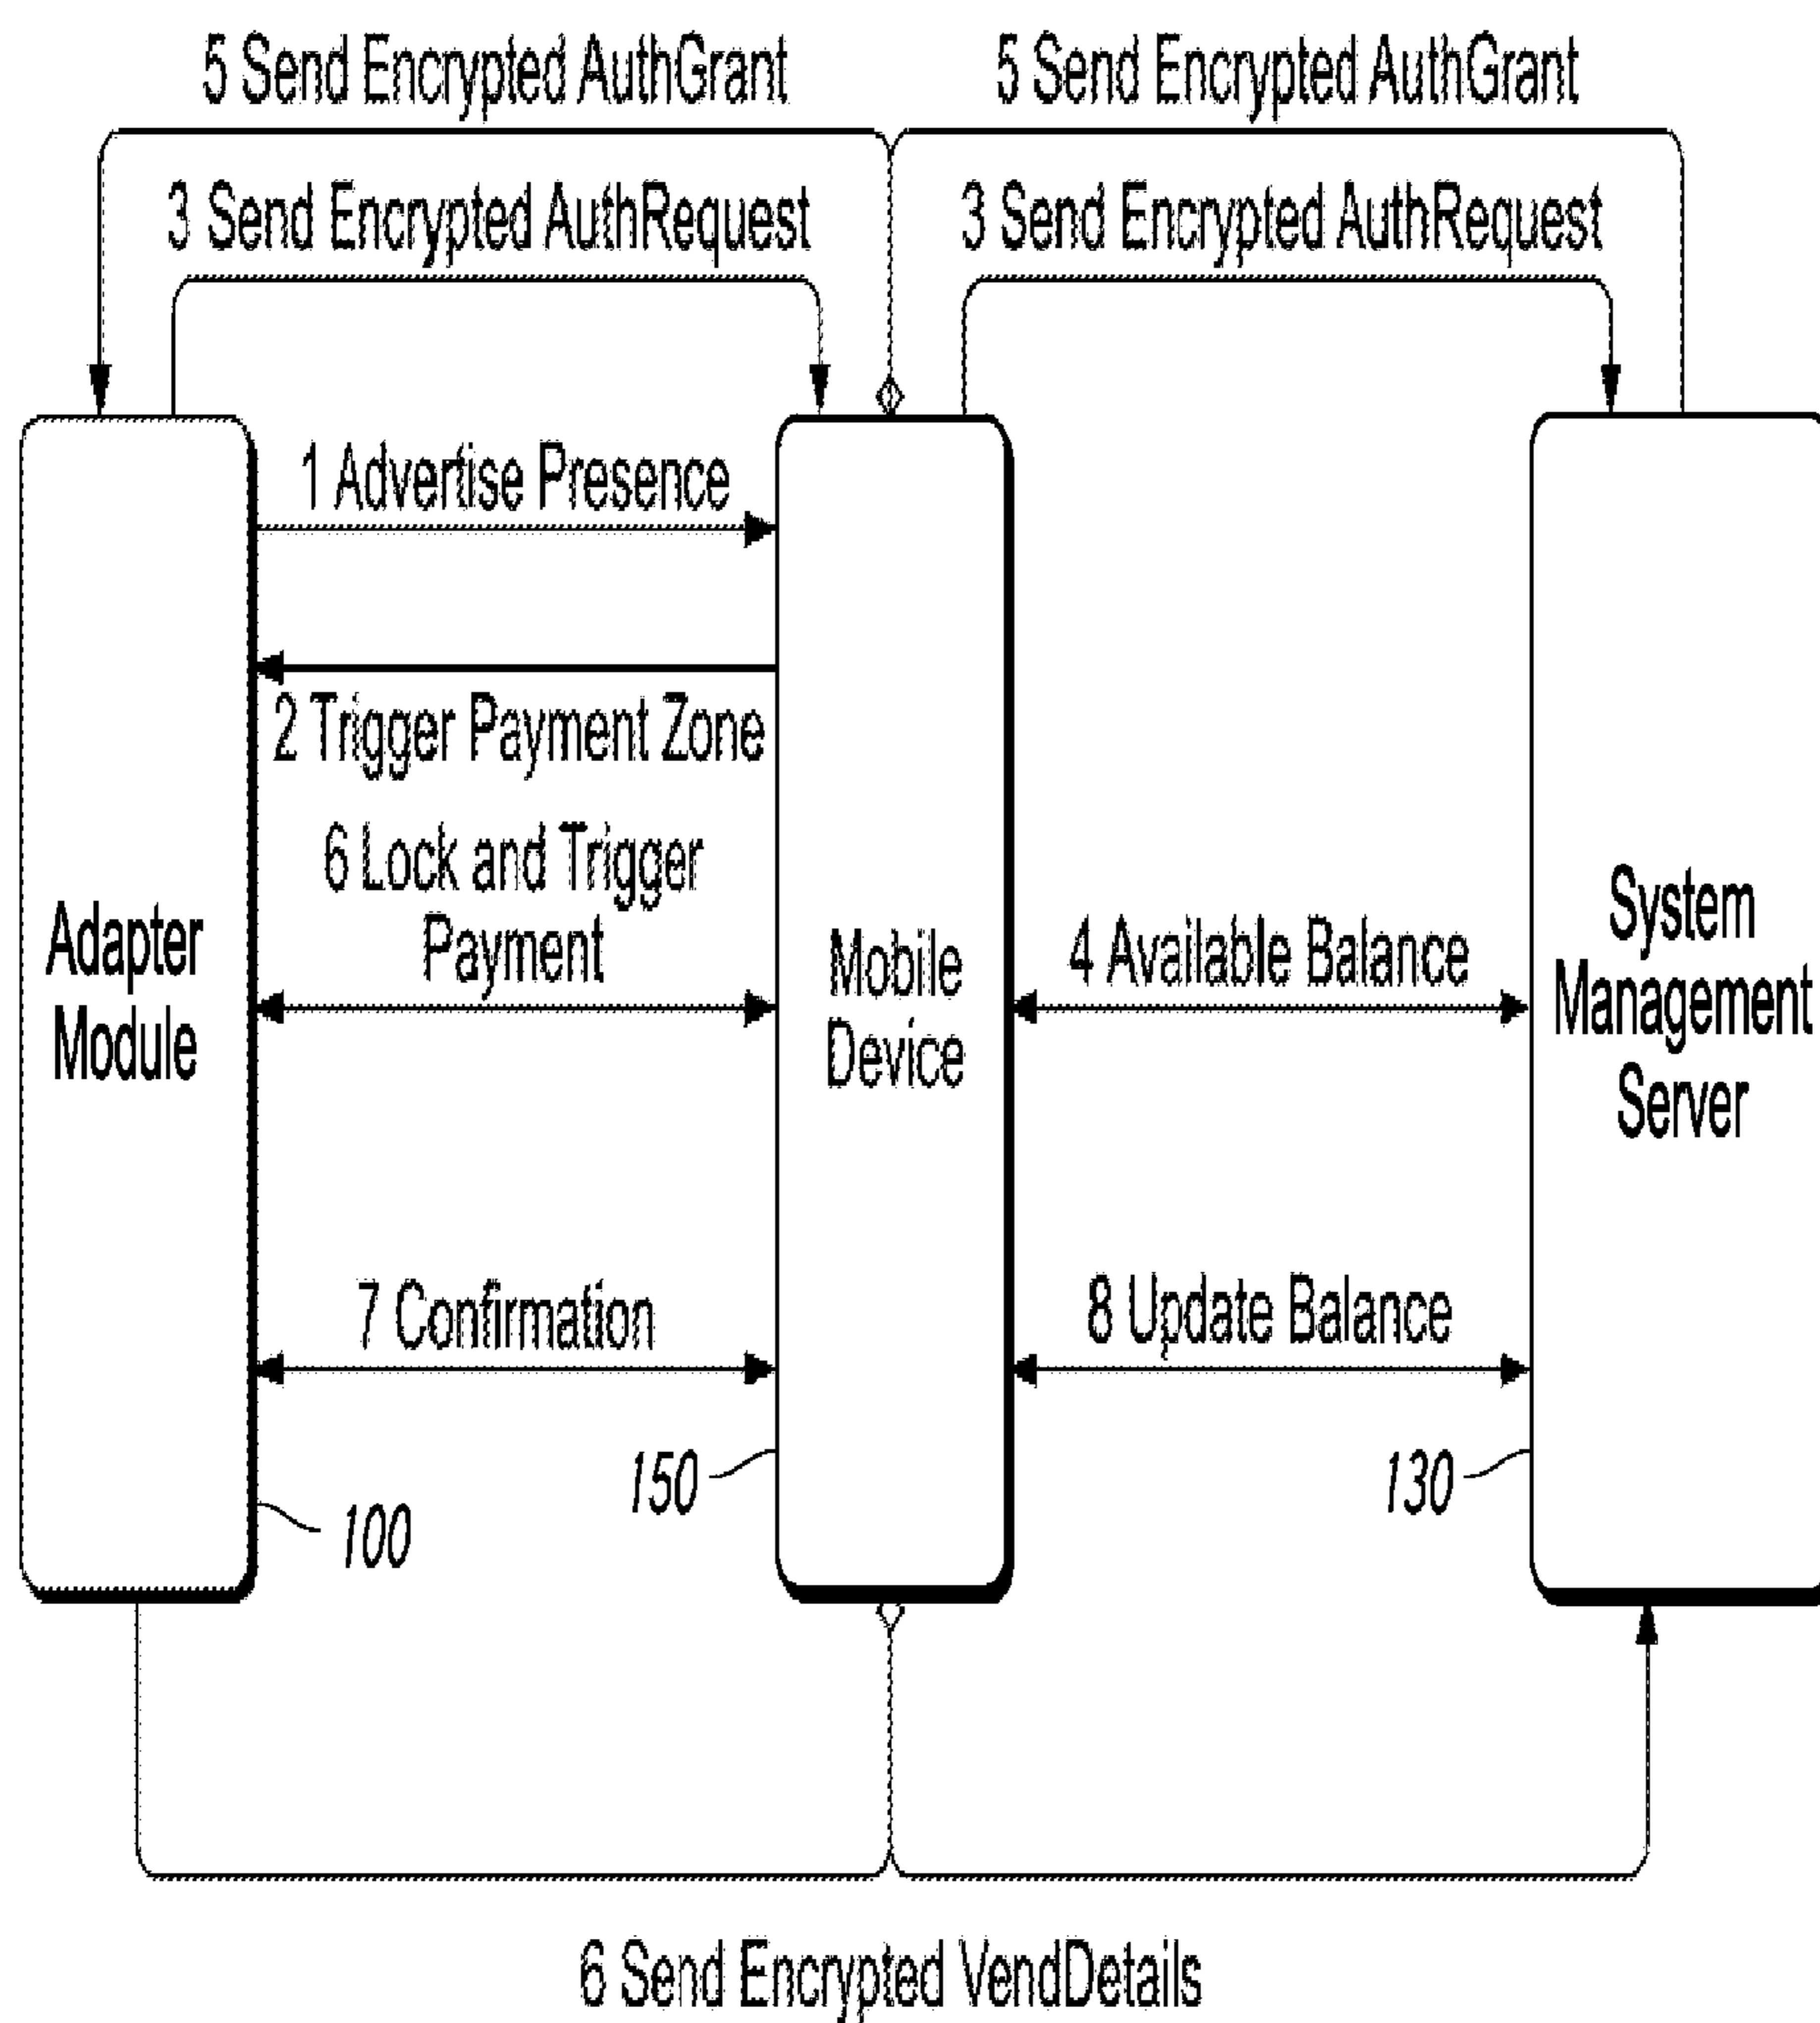 5 Send Encrypted AuthGrant
5 Send Encrypted AuthGrant
3 Send Encrypted AuthRequest
3 Send Encrypted AuthRequest
1 Advertise Presence
2 Trigger Payment Zone
6 Lock and Trigger
Payment
Adapter
Module
Mobile
Device
4 Available Balance
System
Management
Server
7 Confirmation
8 Update Balance
150
130
100
6 Send Encrypted VendDetails